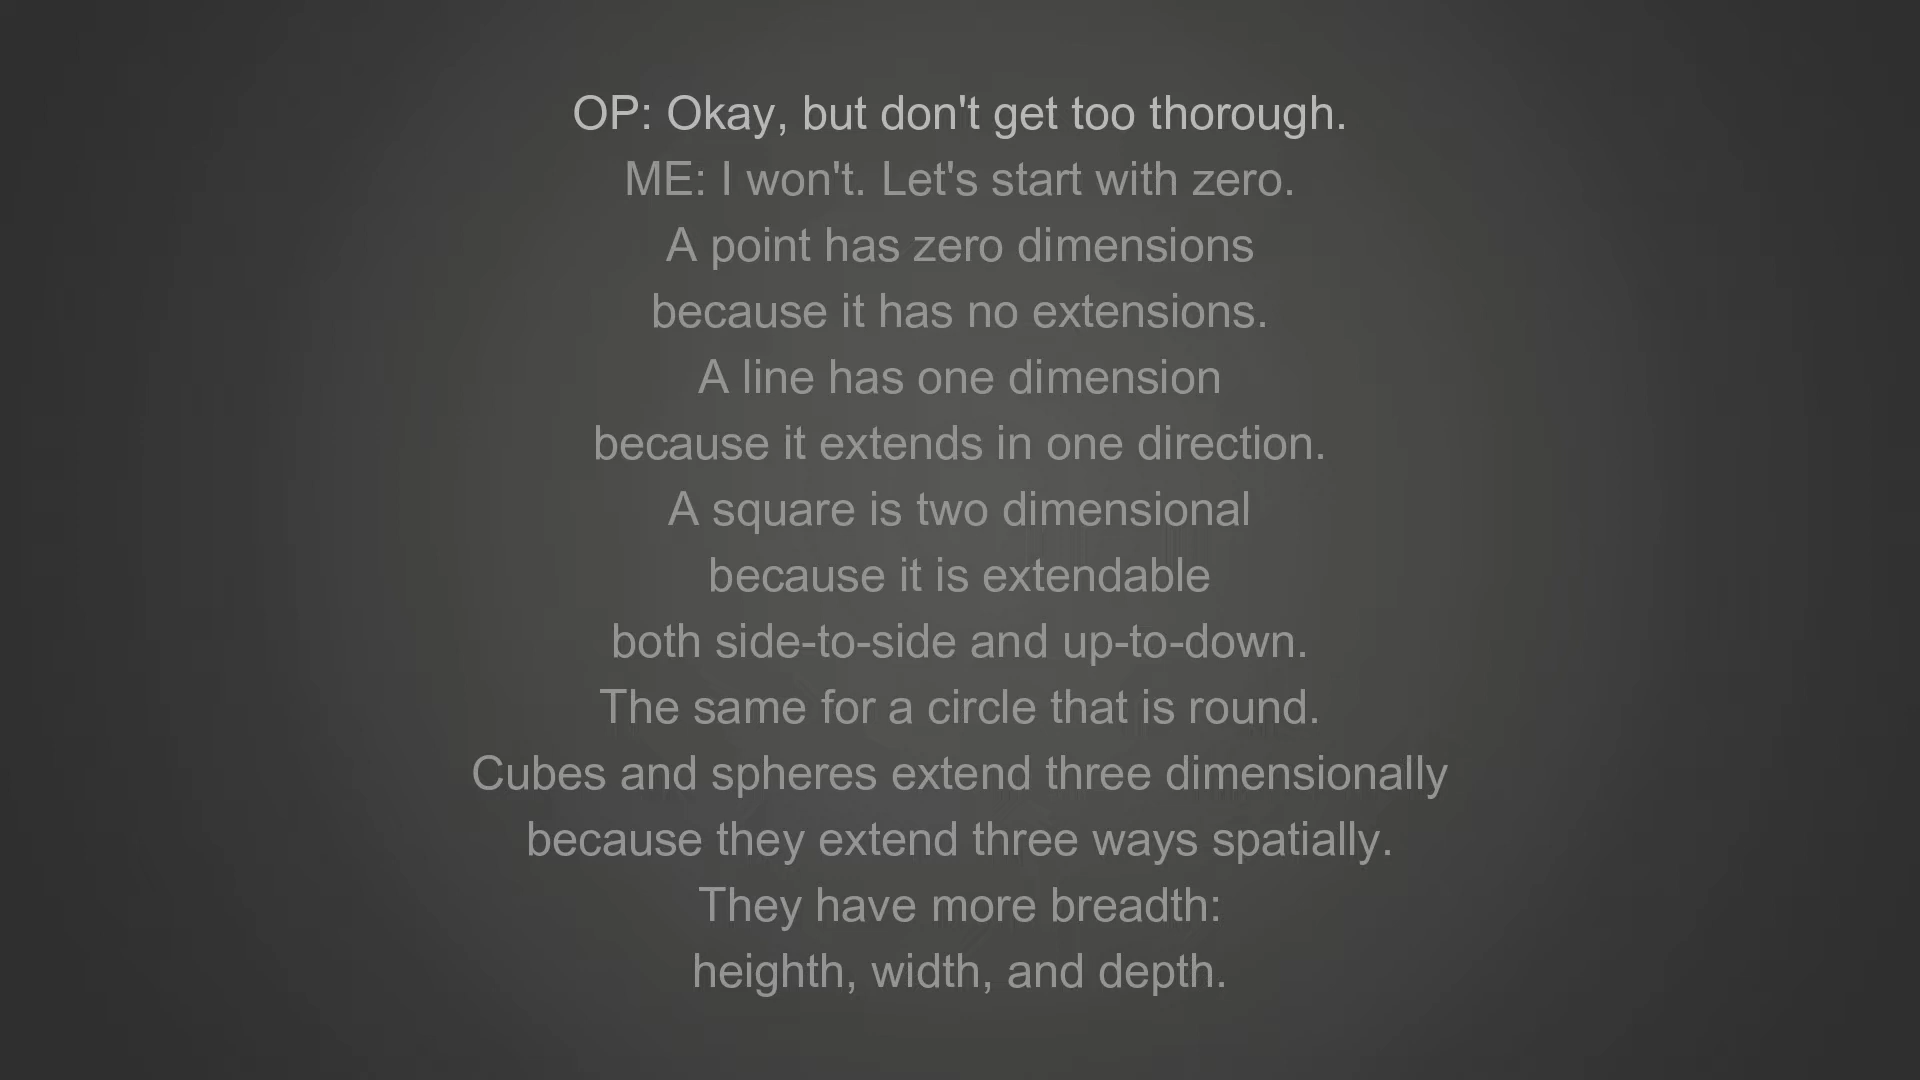 OP: Okay, but don't get too thorough.
ME: I won't. Let's start with zero.
A point has zero dimensions
because it has no extensions.
A line has one dimension
because it extends in one direction.
A square is two dimensional
because it is extendable
both side-to-side and up-to-down.
The same for a circle that is round.
Cubes and spheres extend three dimensionally
because they extend three ways spatially.
They have more breadth:
heighth, width, and depth.